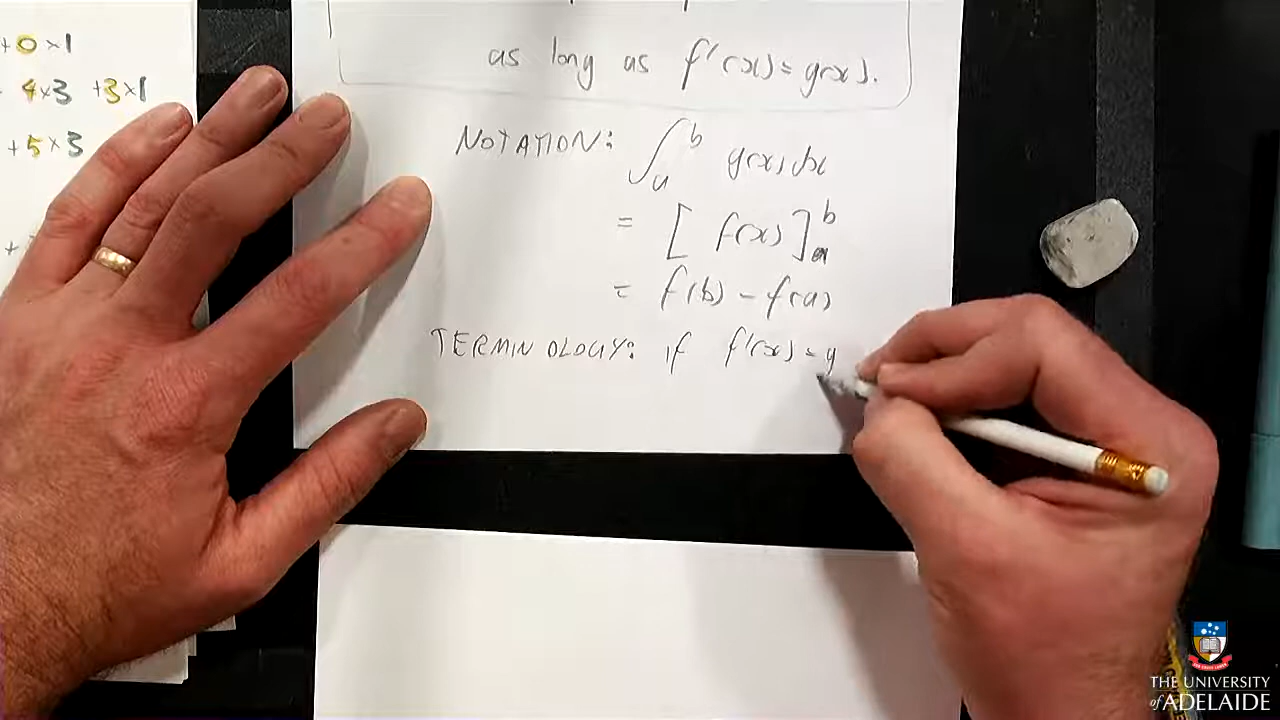 +0×1
4×3 +3×1
+5×3
+
as long as f'(x) = g(x).
NOTATION: ∫_a^b g(x) dx
= [ f(x) ]_a^b
= f(b) - f(a)
TERMINOLOGY: if f'(x) = g
THE UNIVERSITY
of ADELAIDE